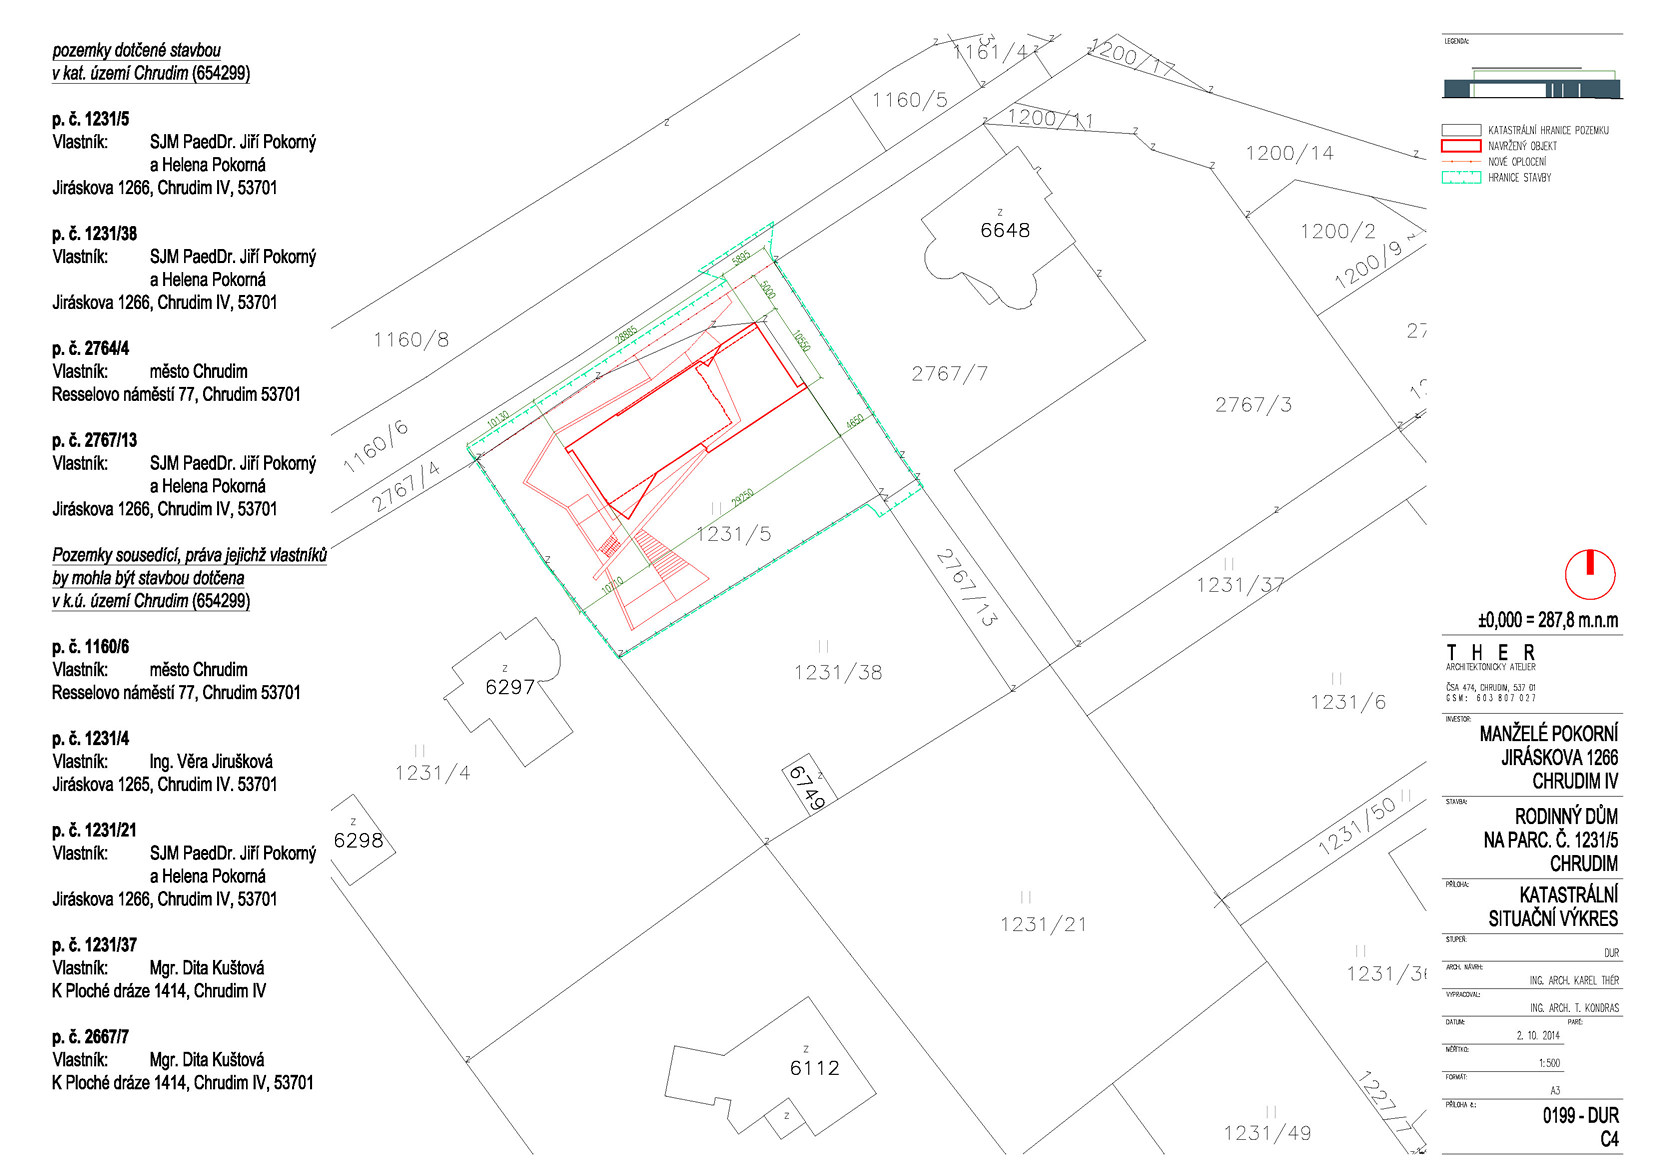 pozemky dotčené stavbou
v kat. území Chrudim (654299)
p. č. 1231/5
Vlastník: SJM PaedDr. Jiří Pokorný
a Helena Pokorná
Jiráskova 1266, Chrudim IV, 53701
p. č. 1231/38
Vlastník: SJM PaedDr. Jiří Pokorný
a Helena Pokorná
Jiráskova 1266, Chrudim IV, 53701
p. č. 2764/4
Vlastník: město Chrudim
Resselovo náměstí 77, Chrudim 53701
p. č. 2767/13
Vlastník: SJM PaedDr. Jiří Pokorný
a Helena Pokorná
Jiráskova 1266, Chrudim IV, 53701
Pozemky sousedící, práva jejichž vlastníků
by mohla být stavbou dotčena
v k.ú. území Chrudim (654299)
p. č. 1160/6
Vlastník: město Chrudim
Resselovo náměstí 77, Chrudim 53701
p. č. 1231/4
Vlastník: Ing. Věra Jirušková
Jiráskova 1265, Chrudim IV. 53701
p. č. 1231/21
Vlastník: SJM PaedDr. Jiří Pokorný
a Helena Pokorná
Jiráskova 1266, Chrudim IV, 53701
p. č. 1231/37
Vlastník: Mgr. Dita Kuštová
K Ploché dráze 1414, Chrudim IV
p. č. 2667/7
Vlastník: Mgr. Dita Kuštová
K Ploché dráze 1414, Chrudim IV, 53701
1161/4
1200/17
1160/5
1200/11
1200/14
6648
1200/2
1200/9
5895
5000
28885
10550
1160/8
2767/7
27
2767/3
10130
4650
1160/6
2767/4
29250
1231/5
2767/13
10710
1231/37
1231/38
6297
1231/6
1231/4
6749
1231/50
6298
1231/21
1231/36
6112
1227/7
1231/49
LEGENDA:
KATASTRÁLNÍ HRANICE POZEMKU
NAVRŽENÝ OBJEKT
NOVÉ OPLOCENÍ
HRANICE STAVBY
±0,000 = 287,8 m.n.m
THER
ARCHITEKTONICKÝ ATELIER
ČSA 474, CHRUDIM, 537 01
GSM: 603 807 027
INVESTOR:
MANŽELÉ POKORNÍ
JIRÁSKOVA 1266
CHRUDIM IV
STAVBA:
RODINNÝ DŮM
NA PARC. Č. 1231/5
CHRUDIM
PŘÍLOHA:
KATASTRÁLNÍ
SITUAČNÍ VÝKRES
STUPEŇ:
DUR
ARCH. NÁVRH:
ING. ARCH. KAREL THÉR
VYPRACOVAL:
ING. ARCH. T. KONDRAS
DATUM: PARÉ:
2. 10. 2014
MĚŘÍTKO:
1:500
FORMÁT:
A3
PŘÍLOHA č.:
0199 - DUR
C4